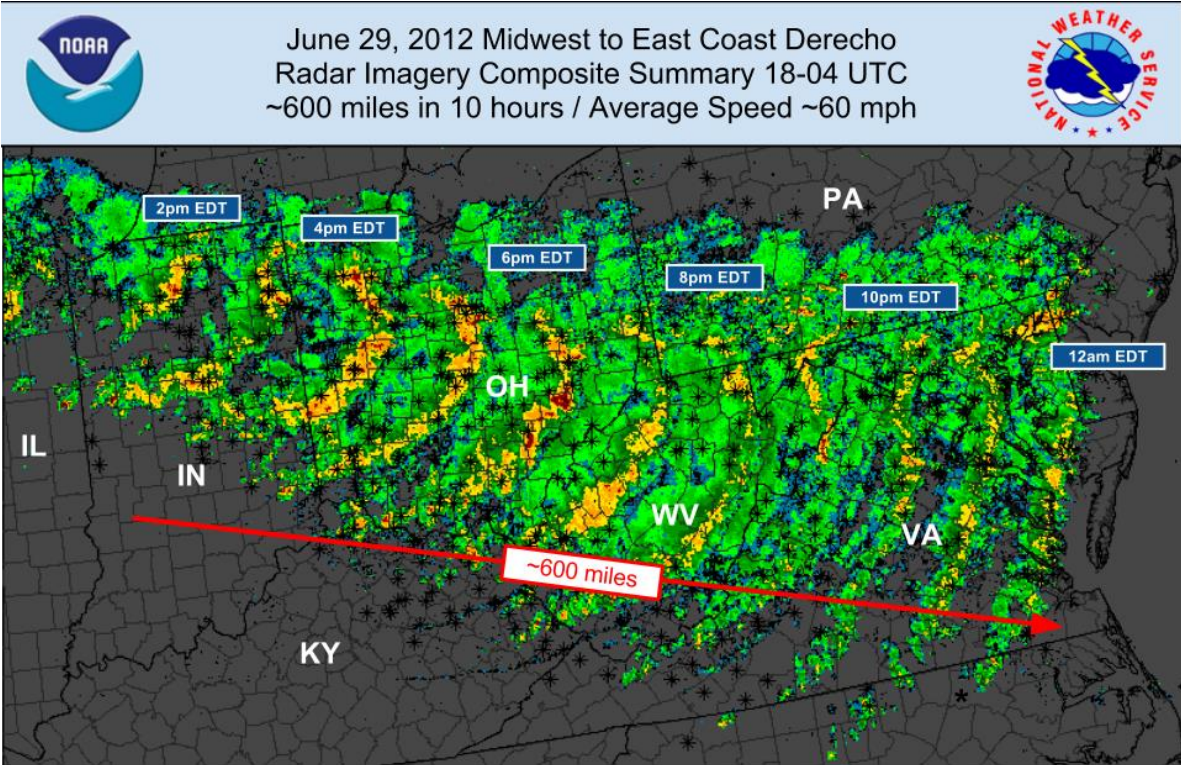 NOAA
June 29, 2012 Midwest to East Coast Derecho
Radar Imagery Composite Summary 18-04 UTC
~600 miles in 10 hours / Average Speed ~60 mph
NATIONAL WEATHER SERVICE
PA
2pm EDT
4pm EDT
6pm EDT
8pm EDT
10pm EDT
12am EDT
OH
IL
IN
WV
VA
~600 miles
KY